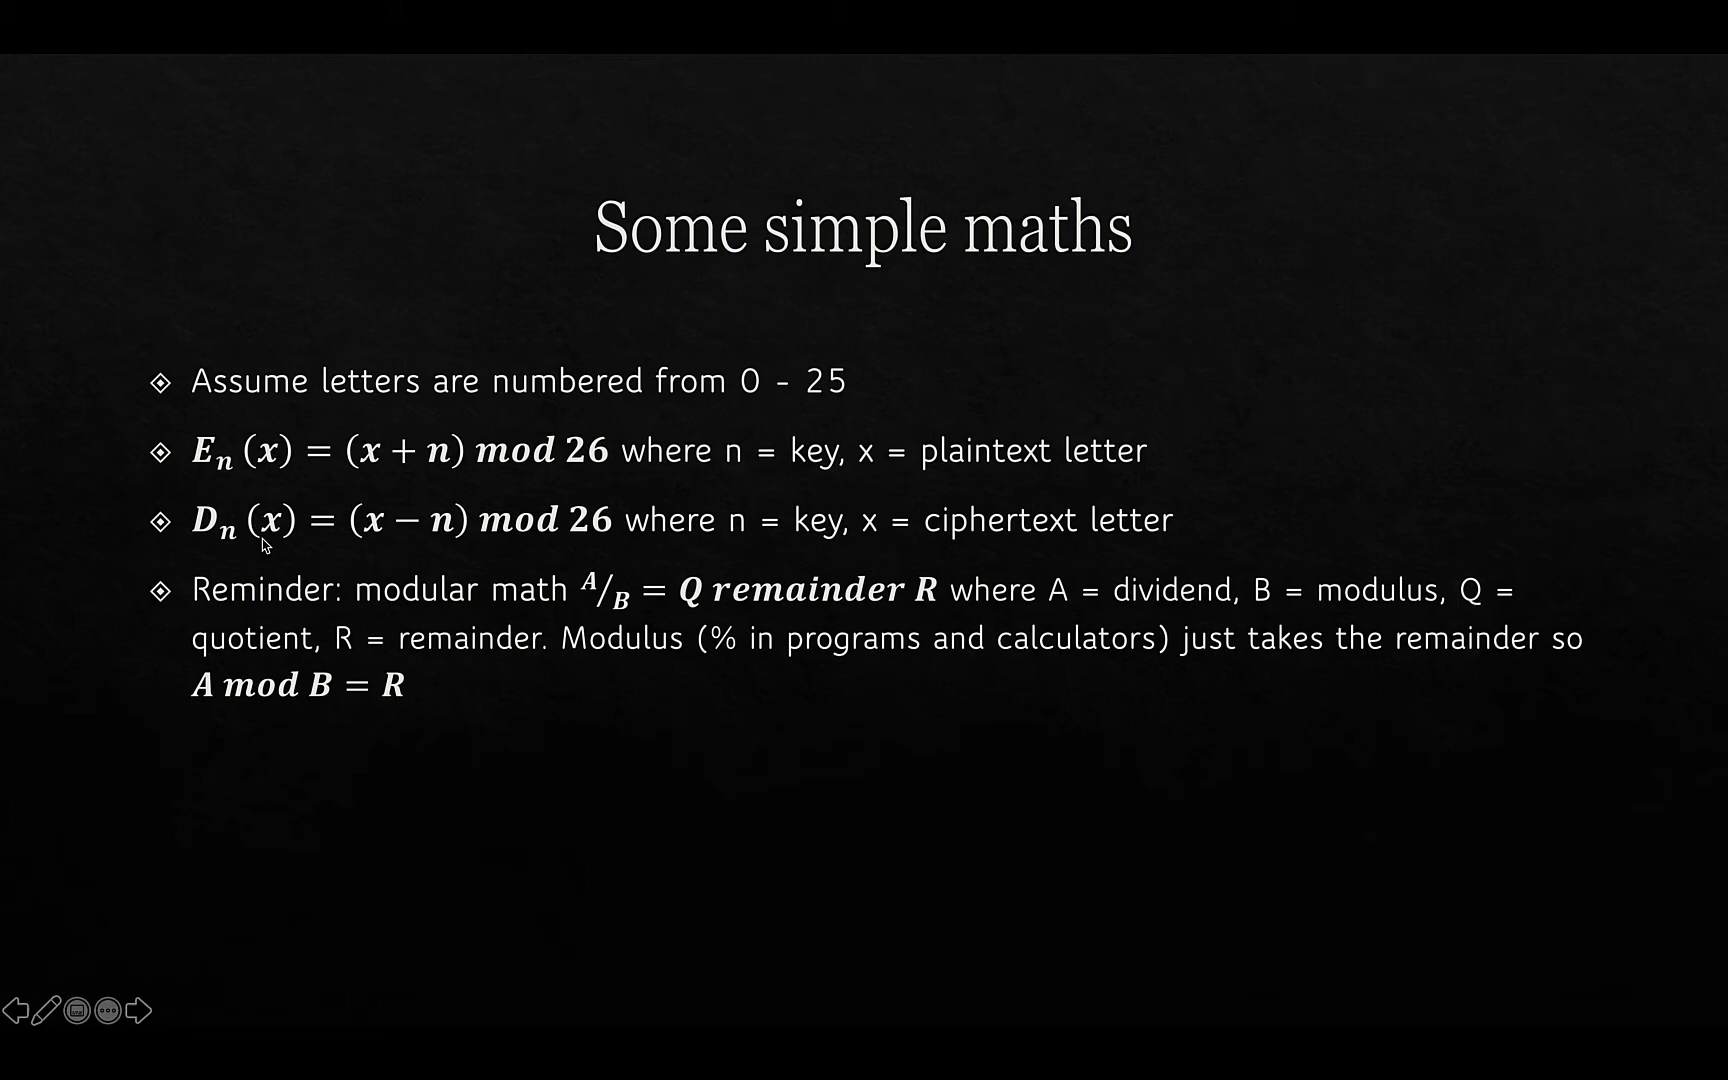 Some simple maths
Assume letters are numbered from 0 - 25
Eₙ (x) = (x + n) mod 26 where n = key, x = plaintext letter
Dₙ (x) = (x − n) mod 26 where n = key, x = ciphertext letter
Reminder: modular math A/B = Q remainder R where A = dividend, B = modulus, Q =
quotient, R = remainder. Modulus (% in programs and calculators) just takes the remainder so
A mod B = R